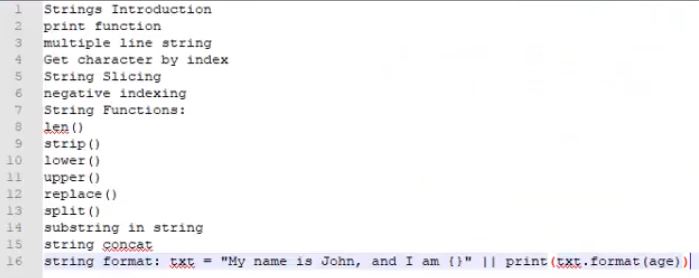 1 Strings Introduction
2 print function
3 multiple line string
4 Get character by index
5 String Slicing
6 negative indexing
7 String Functions:
8 len()
9 strip()
10 lower()
11 upper()
12 replace()
13 split()
14 substring in string
15 string concat
16 string format: txt = "My name is John, and I am {}" || print(txt.format(age))